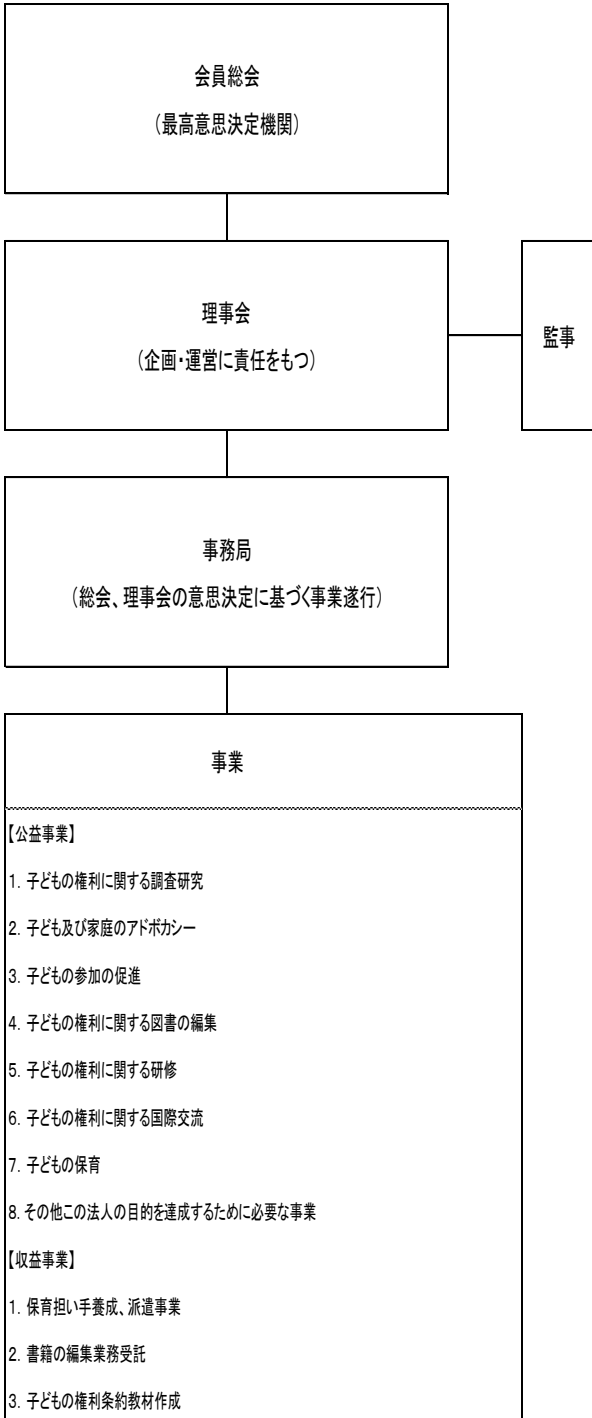 会員総会
(最高意思決定機関)
理事会
(企画・運営に責任をもつ)
監事
事務局
(総会、理事会の意思決定に基づく事業遂行)
事業
【公益事業】
1. 子どもの権利に関する調査研究
2. 子ども及び家庭のアドボカシー
3. 子どもの参加の促進
4. 子どもの権利に関する図書の編集
5. 子どもの権利に関する研修
6. 子どもの権利に関する国際交流
7. 子どもの保育
8. その他この法人の目的を達成するために必要な事業
【収益事業】
1. 保育担い手養成、派遣事業
2. 書籍の編集業務受託
3. 子どもの権利条約教材作成